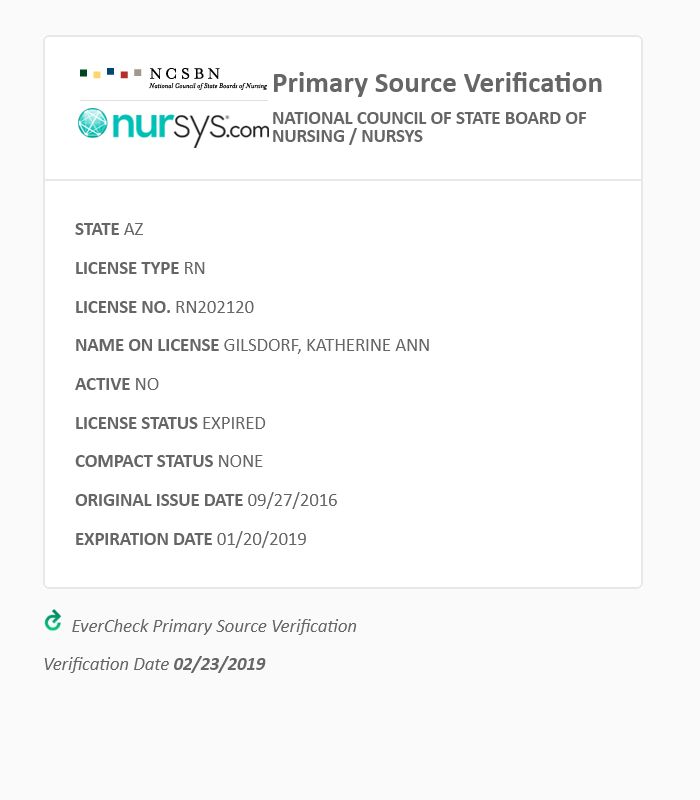 NCSBN
National Council of State Boards of Nursing
nursys.com
Primary Source Verification
NATIONAL COUNCIL OF STATE BOARD OF
NURSING / NURSYS
STATE AZ
LICENSE TYPE RN
LICENSE NO. RN202120
NAME ON LICENSE GILSDORF, KATHERINE ANN
ACTIVE NO
LICENSE STATUS EXPIRED
COMPACT STATUS NONE
ORIGINAL ISSUE DATE 09/27/2016
EXPIRATION DATE 01/20/2019
EverCheck Primary Source Verification
Verification Date 02/23/2019